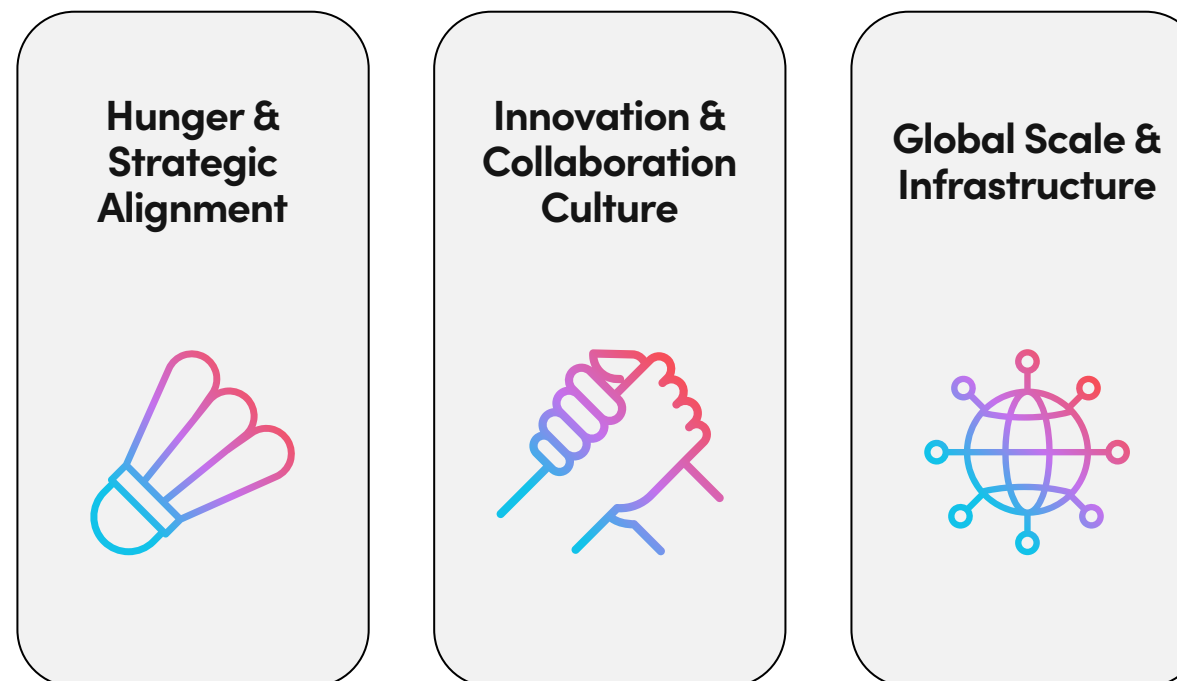 Hunger &
Strategic
Alignment
Innovation &
Collaboration
Culture
Global Scale &
Infrastructure